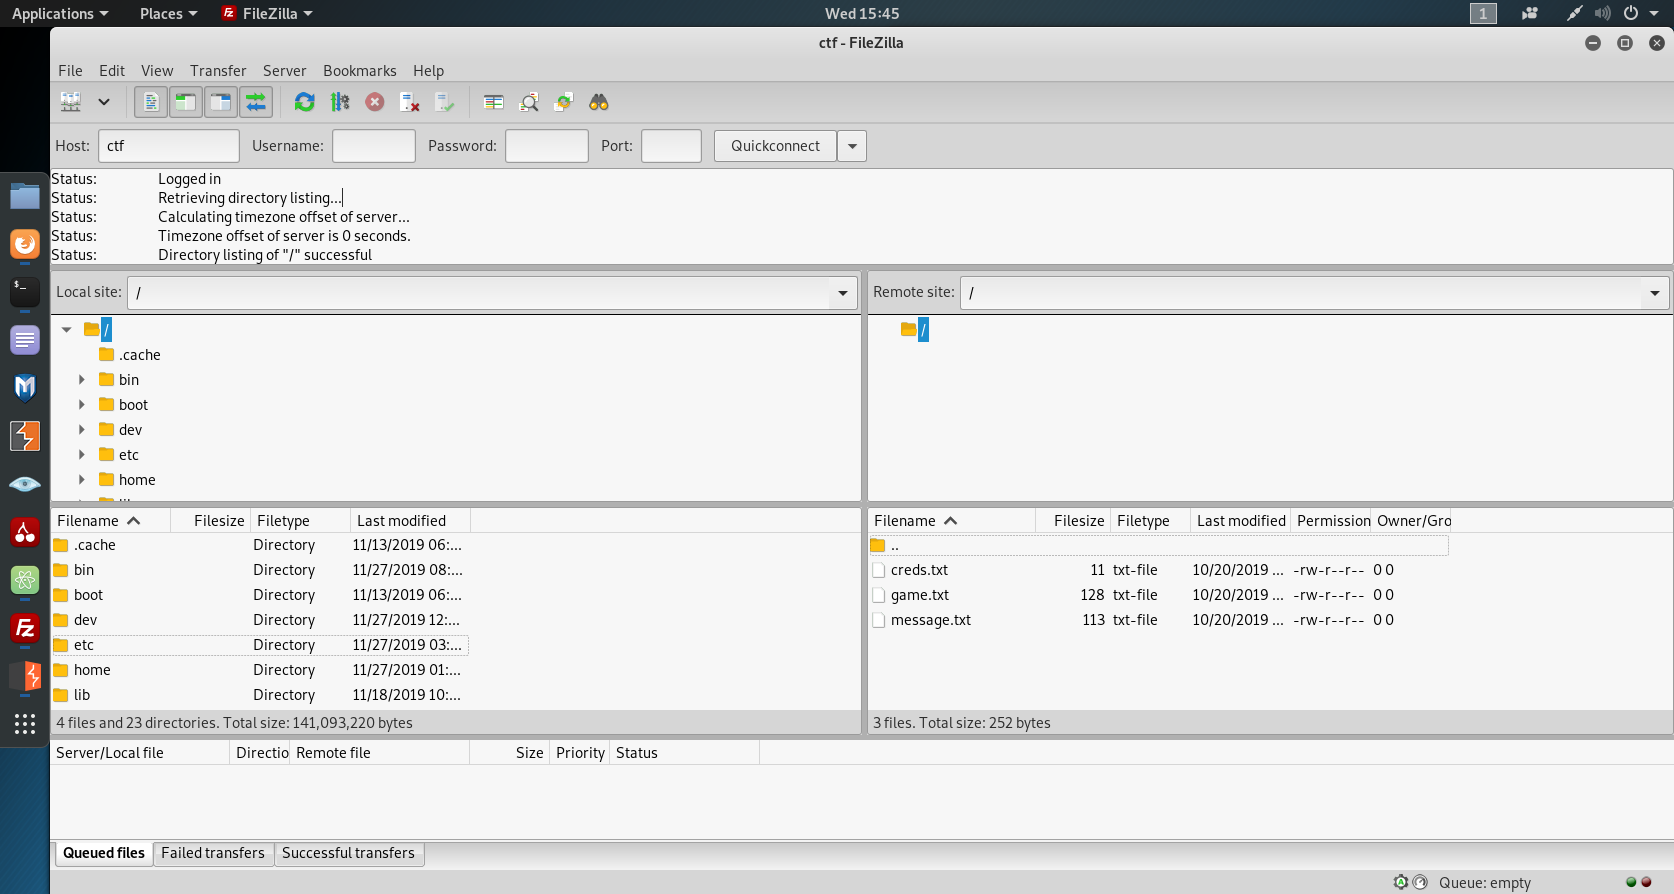 Applications Places FileZilla Wed 15:45 1
ctf - FileZilla
File Edit View Transfer Server Bookmarks Help
Host: ctf Username: Password: Port: Quickconnect
Status: Logged in
Status: Retrieving directory listing...
Status: Calculating timezone offset of server...
Status: Timezone offset of server is 0 seconds.
Status: Directory listing of "/" successful
Local site: / Remote site: /
/ /
.cache
bin
boot
dev
etc
home
Filename Filesize Filetype Last modified Filename Filesize Filetype Last modified Permission Owner/Gro
.cache Directory 11/13/2019 06:... ..
bin Directory 11/27/2019 08:... creds.txt 11 txt-file 10/20/2019 ... -rw-r--r-- 0 0
boot Directory 11/13/2019 06:... game.txt 128 txt-file 10/20/2019 ... -rw-r--r-- 0 0
dev Directory 11/27/2019 12:... message.txt 113 txt-file 10/20/2019 ... -rw-r--r-- 0 0
etc Directory 11/27/2019 03:...
home Directory 11/27/2019 01:...
lib Directory 11/18/2019 10:...
4 files and 23 directories. Total size: 141,093,220 bytes 3 files. Total size: 252 bytes
Server/Local file Directio Remote file Size Priority Status
Queued files Failed transfers Successful transfers
Queue: empty